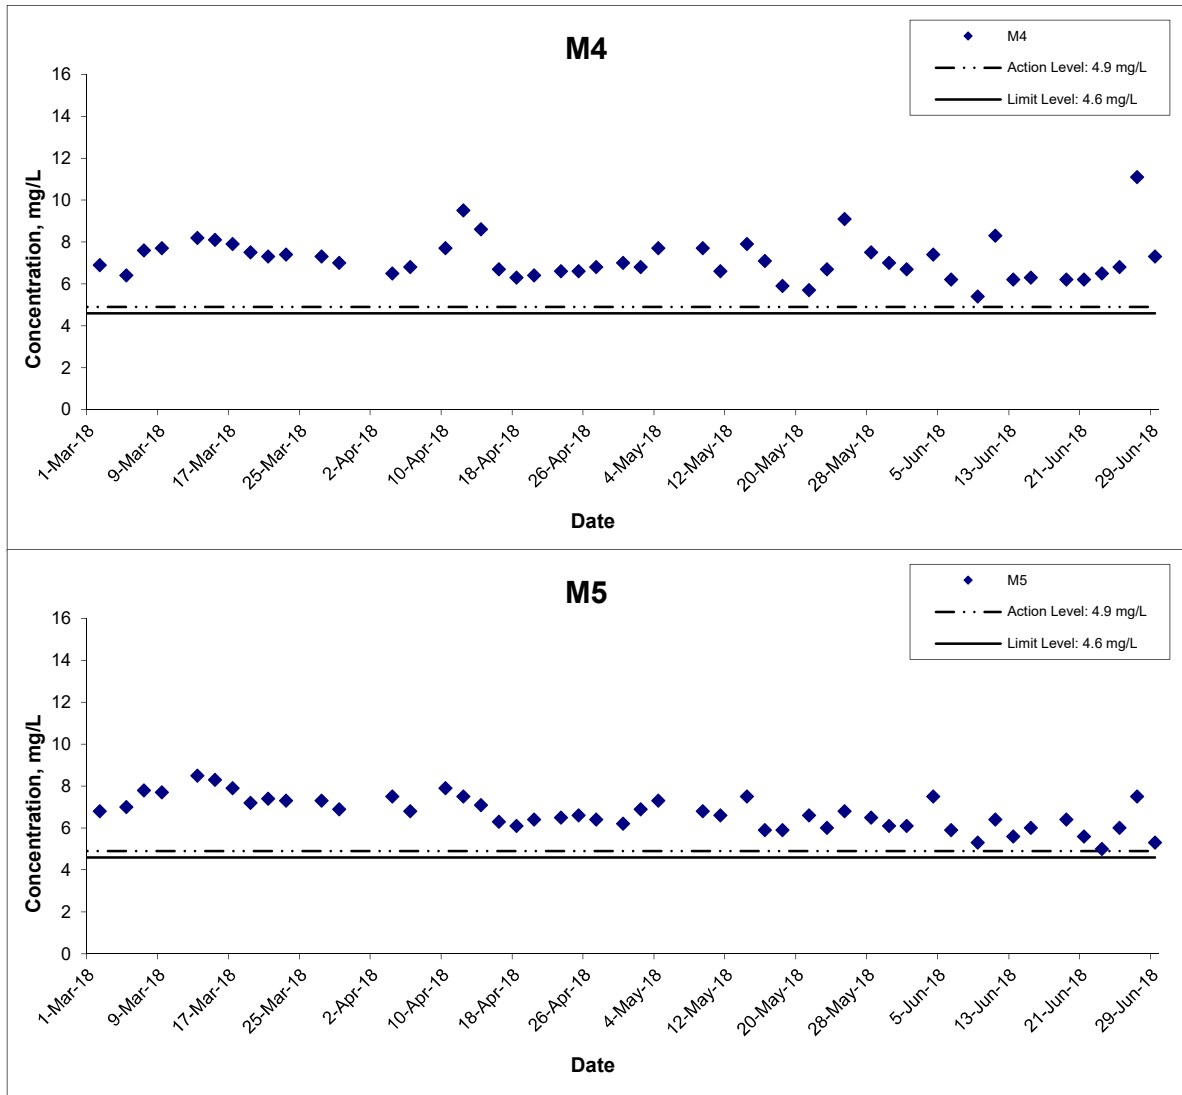 M4
M4
Action Level: 4.9 mg/L
Limit Level: 4.6 mg/L
Concentration, mg/L
16
14
12
10
8
6
4
2
0
1-Mar-18
9-Mar-18
17-Mar-18
25-Mar-18
2-Apr-18
10-Apr-18
18-Apr-18
26-Apr-18
4-May-18
12-May-18
20-May-18
28-May-18
5-Jun-18
13-Jun-18
21-Jun-18
29-Jun-18
Date
M5
M5
Action Level: 4.9 mg/L
Limit Level: 4.6 mg/L
Concentration, mg/L
16
14
12
10
8
6
4
2
0
1-Mar-18
9-Mar-18
17-Mar-18
25-Mar-18
2-Apr-18
10-Apr-18
18-Apr-18
26-Apr-18
4-May-18
12-May-18
20-May-18
28-May-18
5-Jun-18
13-Jun-18
21-Jun-18
29-Jun-18
Date